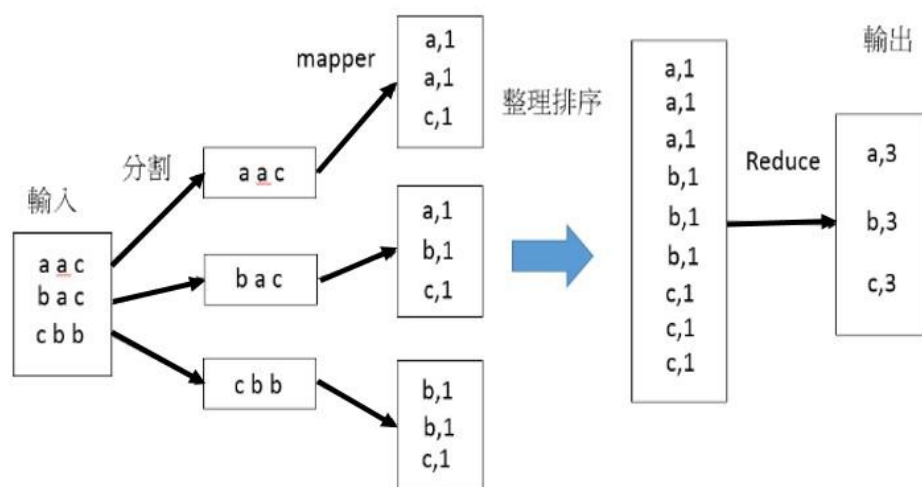 輸入
a a c
b a c
c b b
分割
a a c
b a c
c b b
mapper
a,1
a,1
c,1
a,1
b,1
c,1
b,1
b,1
c,1
整理排序
a,1
a,1
a,1
b,1
b,1
b,1
c,1
c,1
c,1
Reduce
輸出
a,3
b,3
c,3